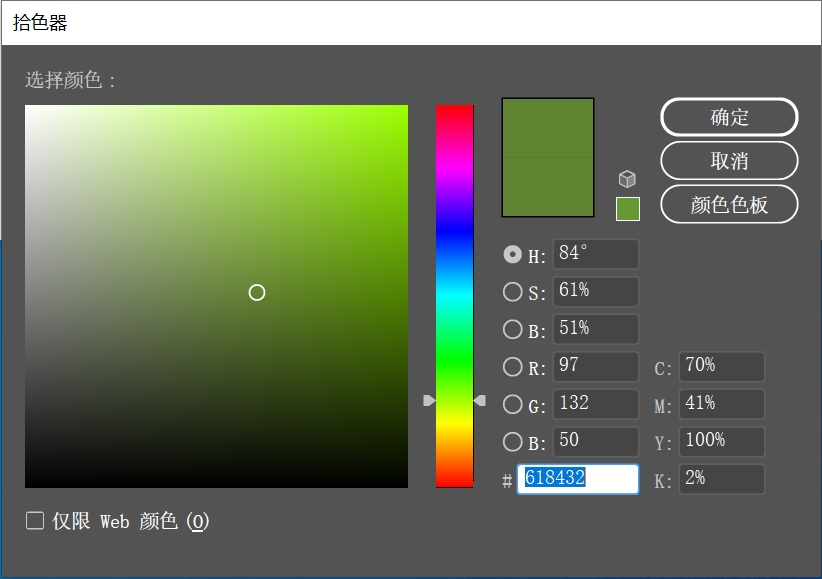 拾色器
选择颜色：
确定
取消
颜色色板
H: 84°
S: 61%
B: 51%
R: 97 C: 70%
G: 132 M: 41%
B: 50 Y: 100%
# 618432 K: 2%
仅限 Web 颜色 (O)